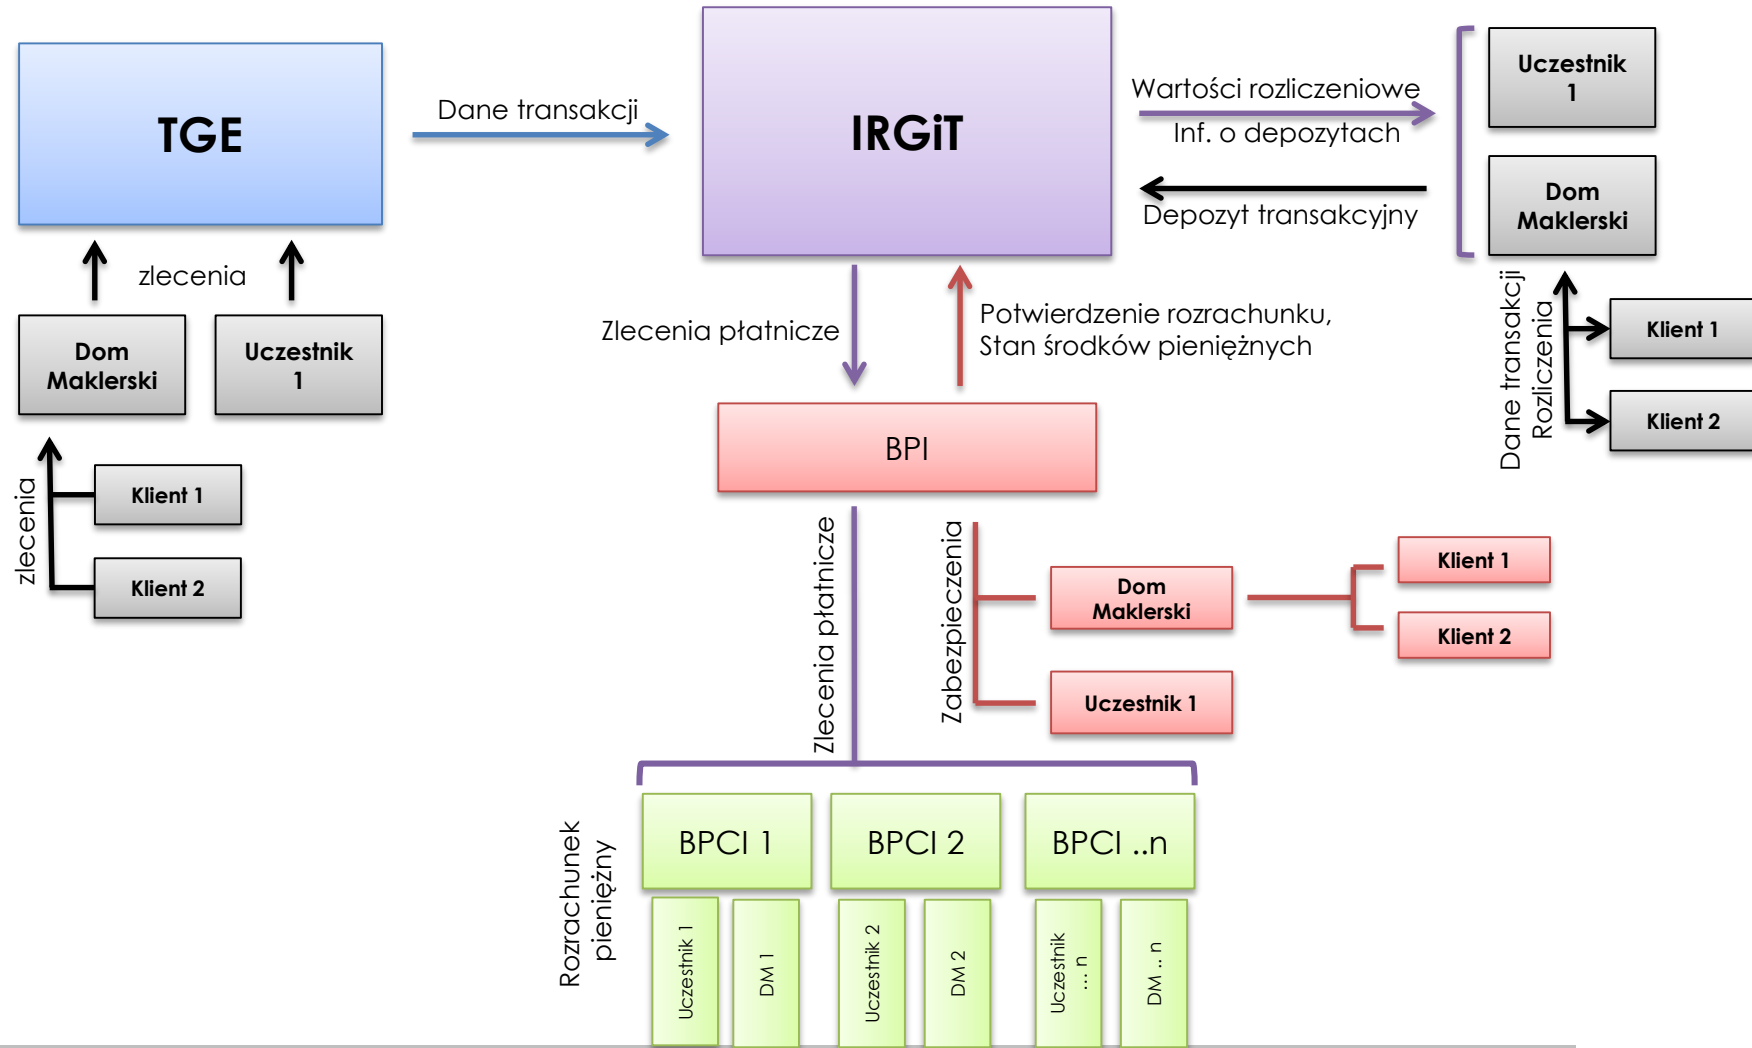 TGE
Dane transakcji
IRGiT
Wartości rozliczeniowe
Inf. o depozytach
Depozyt transakcyjny
Uczestnik
1
Dom
Maklerski
zlecenia
Dom
Maklerski
Uczestnik
1
zlecenia
Klient 1
Klient 2
Zlecenia płatnicze
Potwierdzenie rozrachunku,
Stan środków pieniężnych
Dane transakcji
Rozliczenia
Klient 1
Klient 2
BPI
Zlecenia płatnicze
Zabezpieczenia
Dom
Maklerski
Uczestnik 1
Klient 1
Klient 2
Rozrachunek
pieniężny
BPCI 1
BPCI 2
BPCI ..n
Uczestnik 1
DM 1
Uczestnik 2
DM 2
Uczestnik
... n
DM .. n